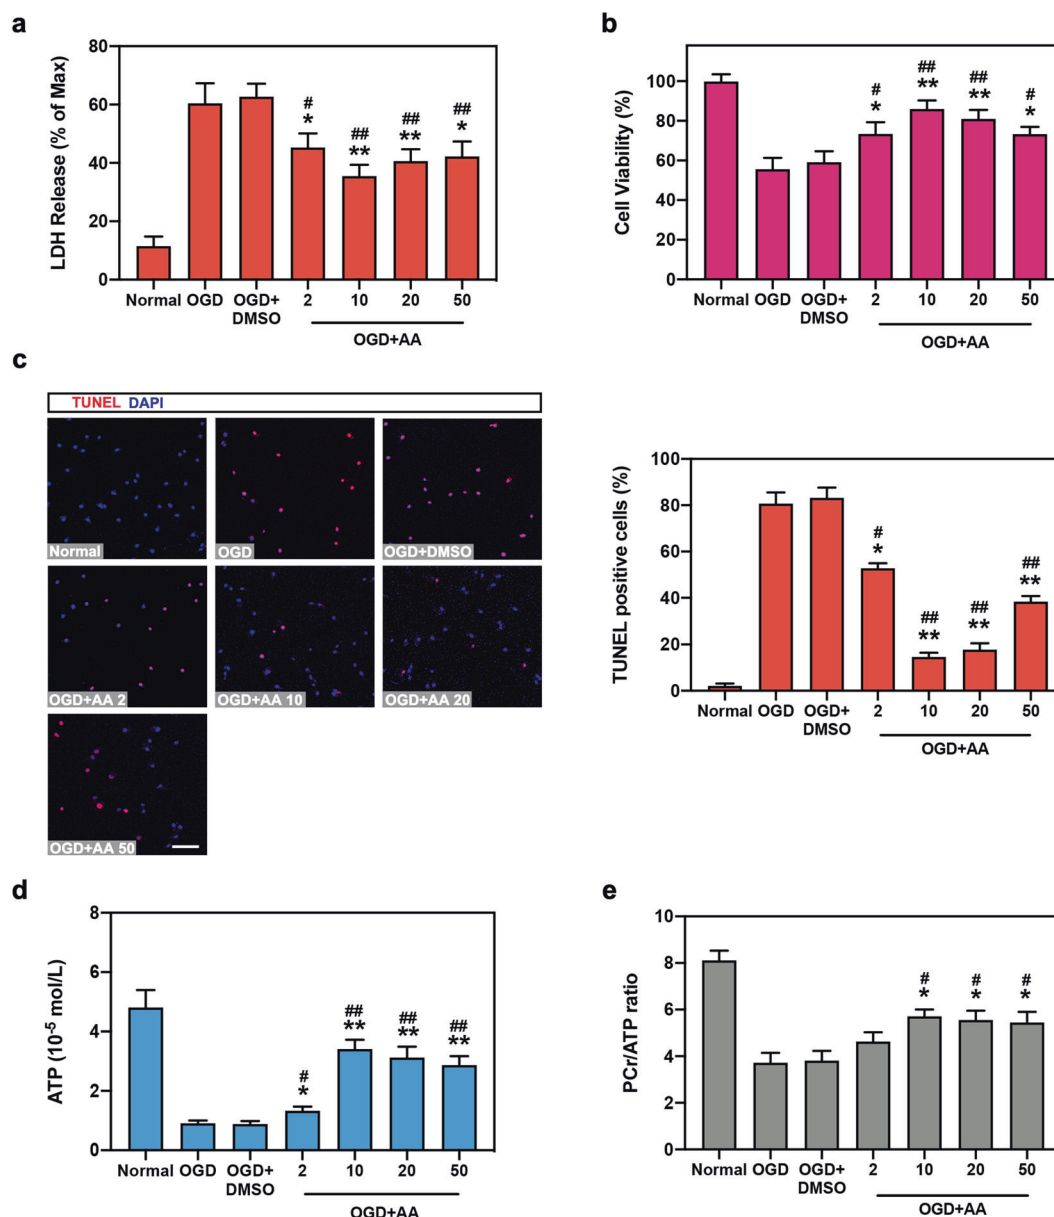 a
LDH Release (% of Max)
80
60
40
20
0
#
*
##
**
##
**
##
*
Normal OGD OGD+ DMSO 2 10 20 50
OGD+AA
b
Cell Viability (%)
100
80
60
40
20
0
#
*
##
**
##
**
#
*
Normal OGD OGD+ DMSO 2 10 20 50
OGD+AA
c
TUNEL DAPI
Normal
OGD
OGD+DMSO
OGD+AA 2
OGD+AA 10
OGD+AA 20
OGD+AA 50
TUNEL positive cells (%)
100
80
60
40
20
0
#
*
##
**
##
**
##
**
Normal OGD OGD+ DMSO 2 10 20 50
OGD+AA
d
ATP (10⁻⁵ mol/L)
8
6
4
2
0
#
*
##
**
##
**
##
**
Normal OGD OGD+ DMSO 2 10 20 50
OGD+AA
e
PCr/ATP ratio
10
8
6
4
2
0
#
*
#
*
#
*
Normal OGD OGD+ DMSO 2 10 20 50
OGD+AA